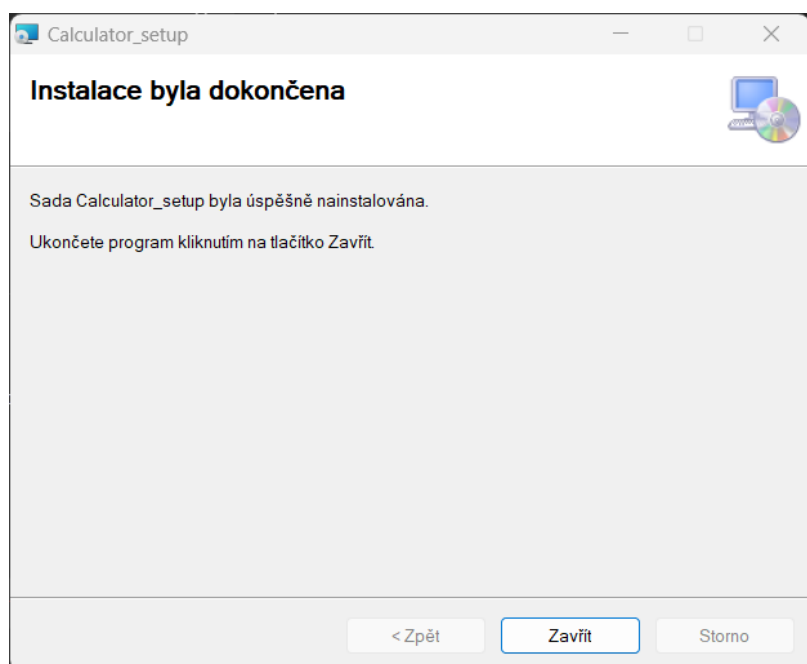 Calculator_setup
Instalace byla dokončena
Sada Calculator_setup byla úspěšně nainstalována.
Ukončete program kliknutím na tlačítko Zavřít.
< Zpět
Zavřít
Storno